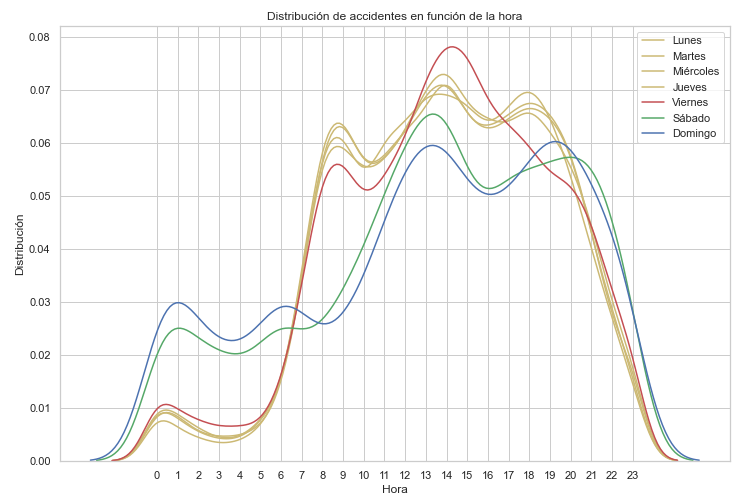 Distribución de accidentes en función de la hora
0.08
0.07
0.06
0.05
0.04
0.03
0.02
0.01
0.00
Distribución
Lunes
Martes
Miércoles
Jueves
Viernes
Sábado
Domingo
0 1 2 3 4 5 6 7 8 9 10 11 12 13 14 15 16 17 18 19 20 21 22 23
Hora